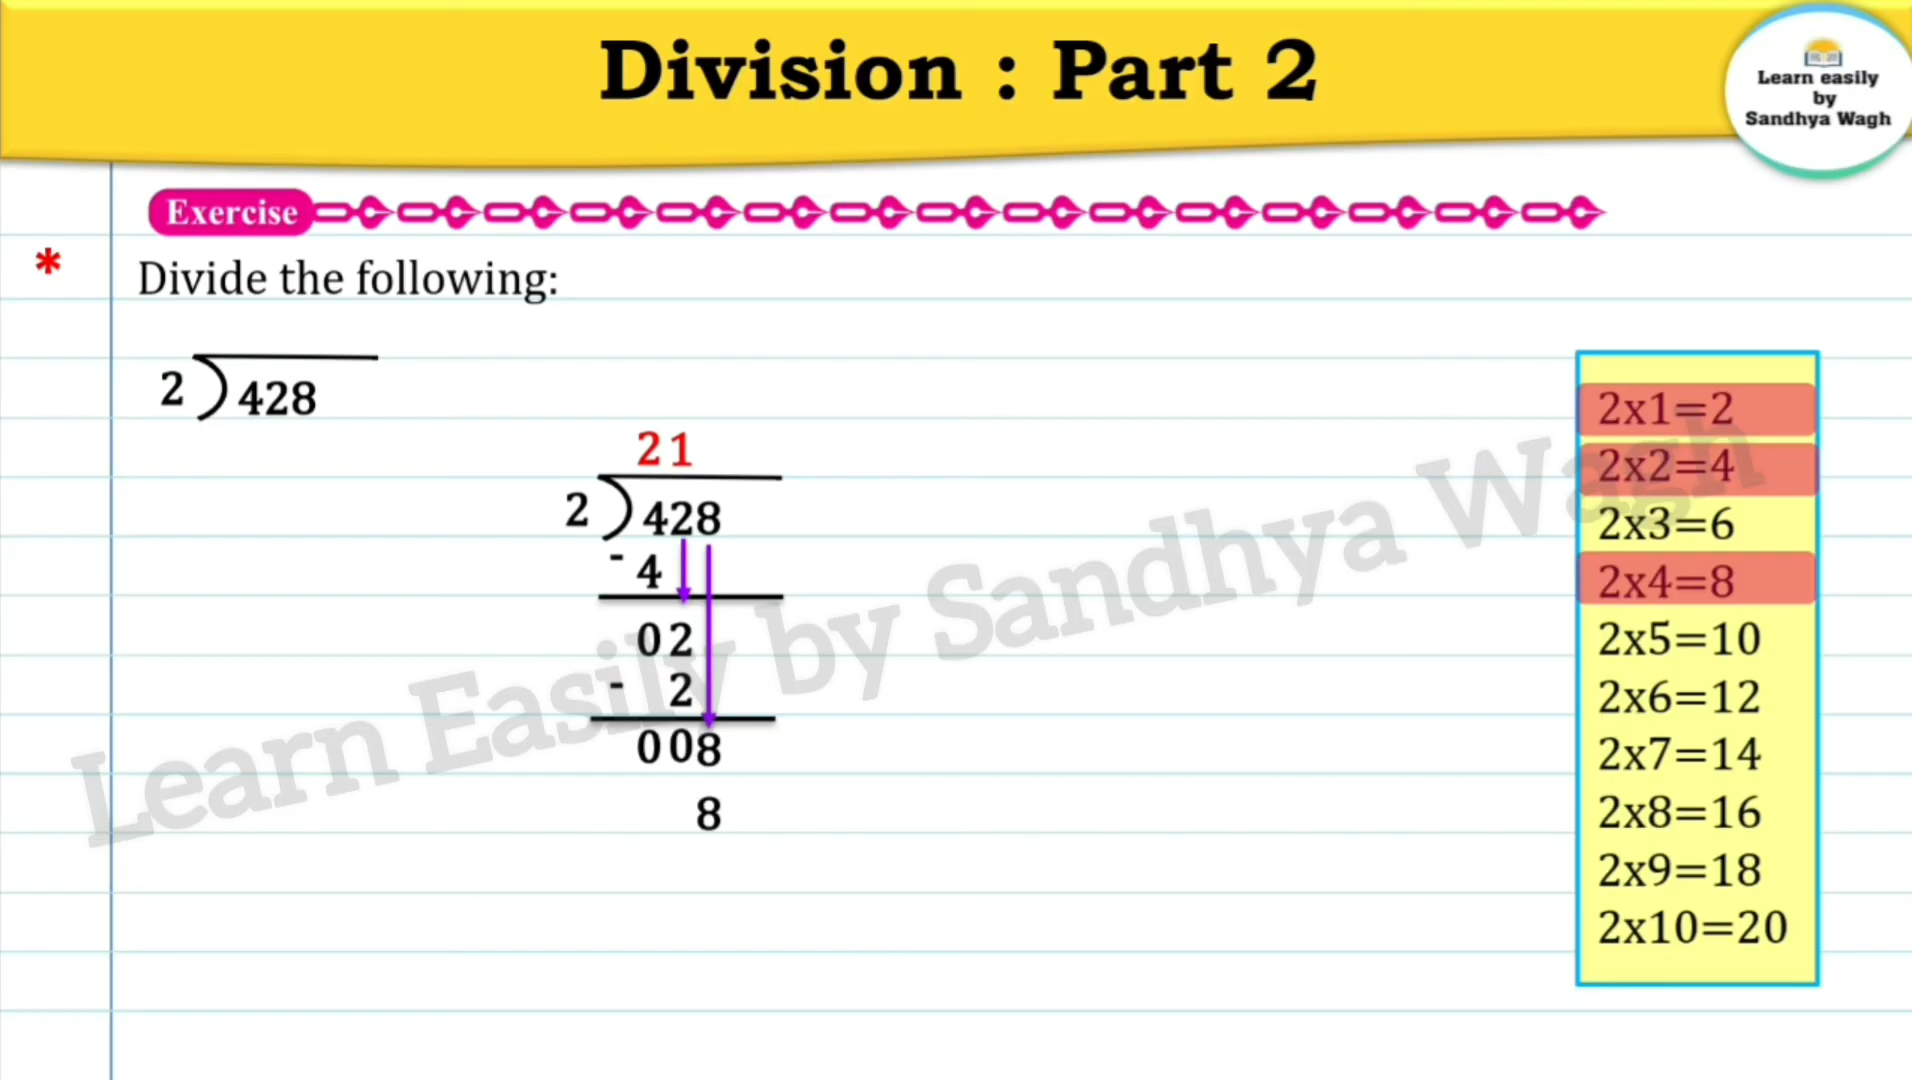 Division : Part 2
Learn easily
by
Sandhya Wagh
Exercise
* Divide the following:
2 428
21
2 428
- 4
02
- 2
008
8
2x1=2
2x2=4
2x3=6
2x4=8
2x5=10
2x6=12
2x7=14
2x8=16
2x9=18
2x10=20
Learn Easily by Sandhya Wagh